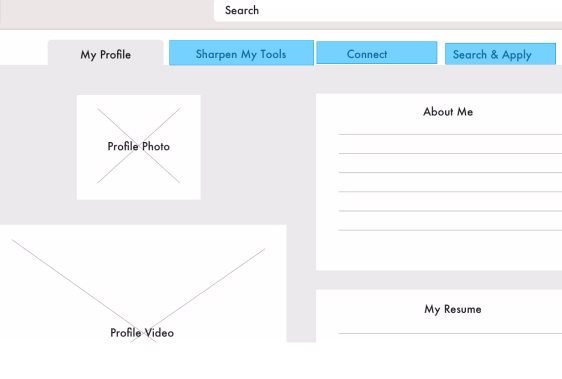 Search
My Profile
Sharpen My Tools
Connect
Search & Apply
Profile Photo
About Me
Profile Video
My Resume